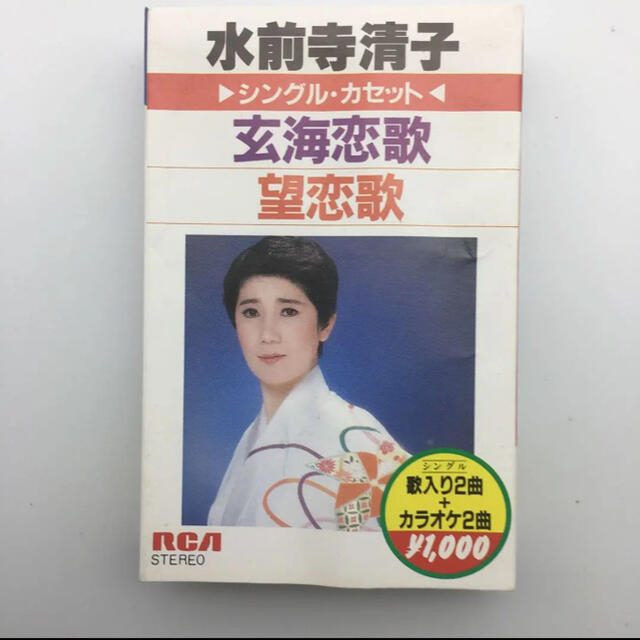 水前寺清子
▶シングル・カセット◀
玄海恋歌
望恋歌
シングル
歌入り2曲
+
カラオケ2曲
¥1,000
RCA
STEREO